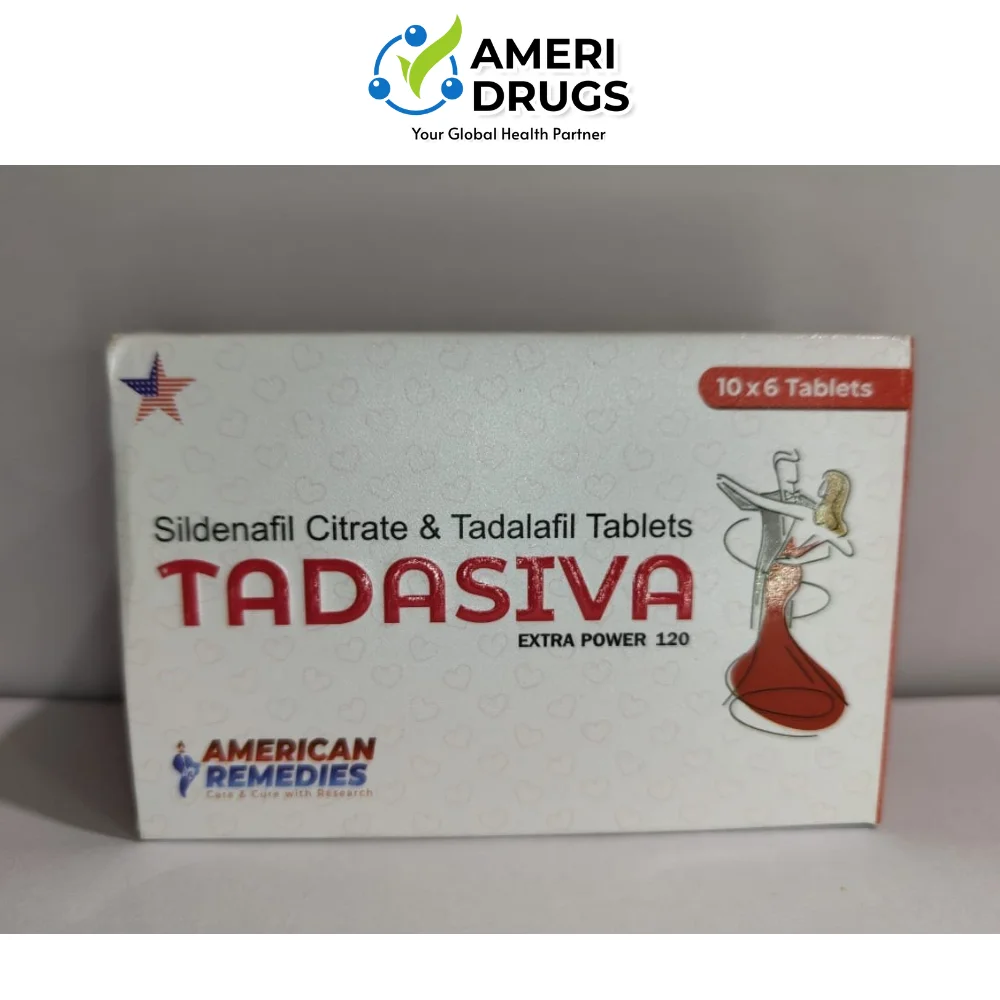 AMERI
DRUGS
Your Global Health Partner
10 x 6 Tablets
Sildenafil Citrate & Tadalafil Tablets
TADASIVA
EXTRA POWER 120
AMERICAN
REMEDIES
Care & Cure with Research